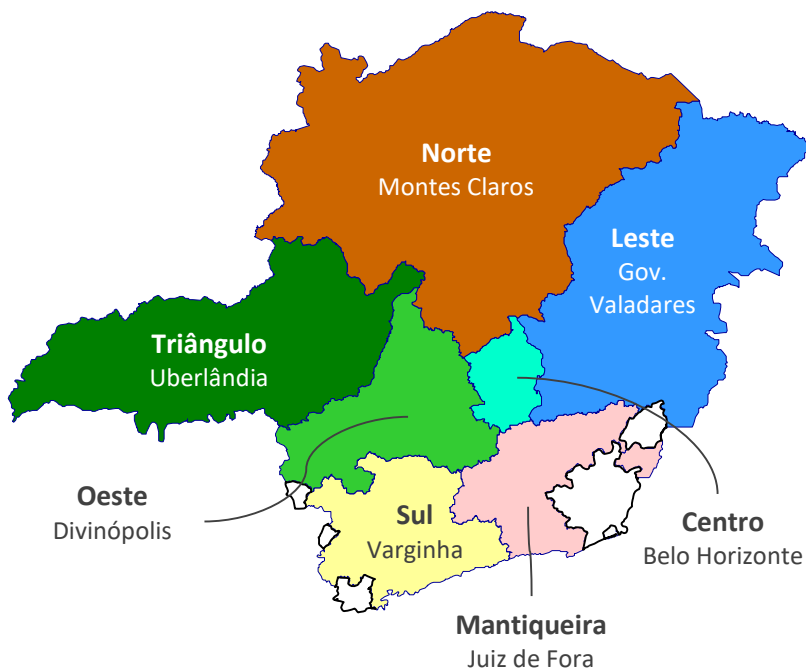 Norte
Montes Claros
Leste
Gov.
Valadares
Triângulo
Uberlândia
Oeste
Divinópolis
Sul
Varginha
Centro
Belo Horizonte
Mantiqueira
Juiz de Fora